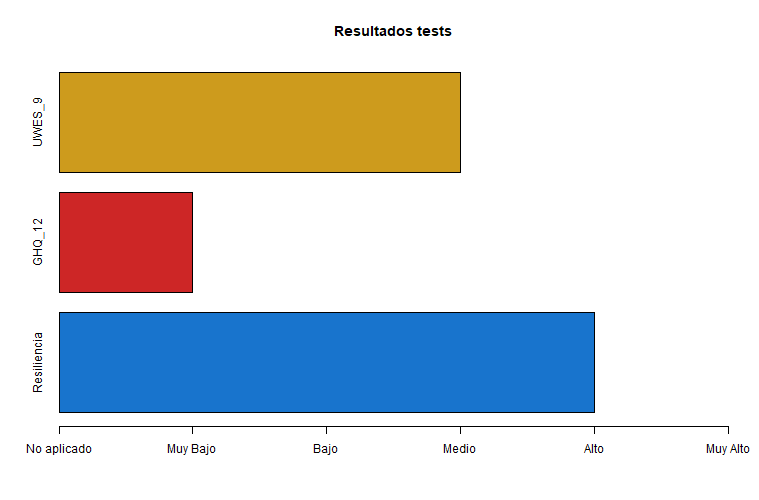 Resultados tests
UWES_9
GHQ_12
Resiliencia
No aplicado
Muy Bajo
Bajo
Medio
Alto
Muy Alto